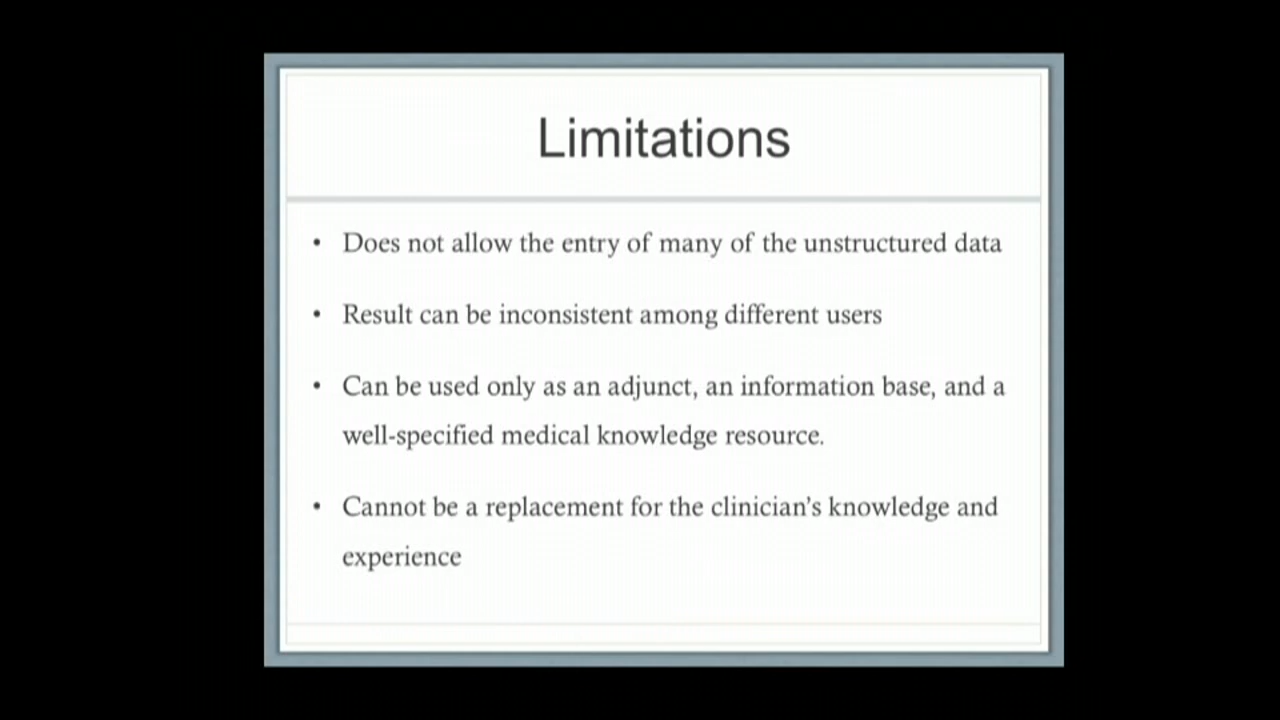 Limitations
• Does not allow the entry of many of the unstructured data
• Result can be inconsistent among different users
• Can be used only as an adjunct, an information base, and a
well-specified medical knowledge resource.
• Cannot be a replacement for the clinician’s knowledge and
experience